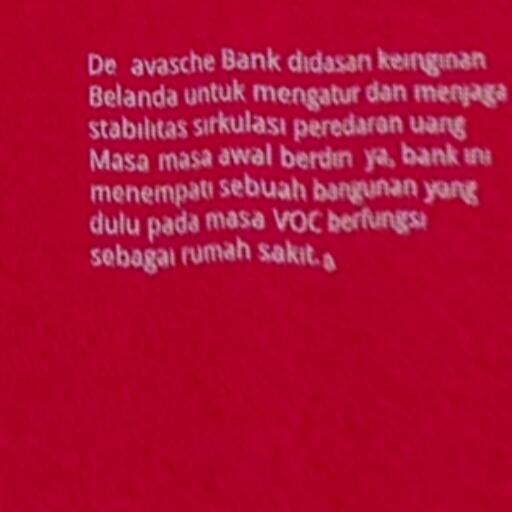 De avasche Bank didasari keinginan
Belanda untuk mengatur dan menjaga
stabilitas sirkulasi peredaran uang
Masa masa awal berdiri ya, bank ini
menempati sebuah bangunan yang
dulu pada masa VOC berfungsi
sebagai rumah sakit.